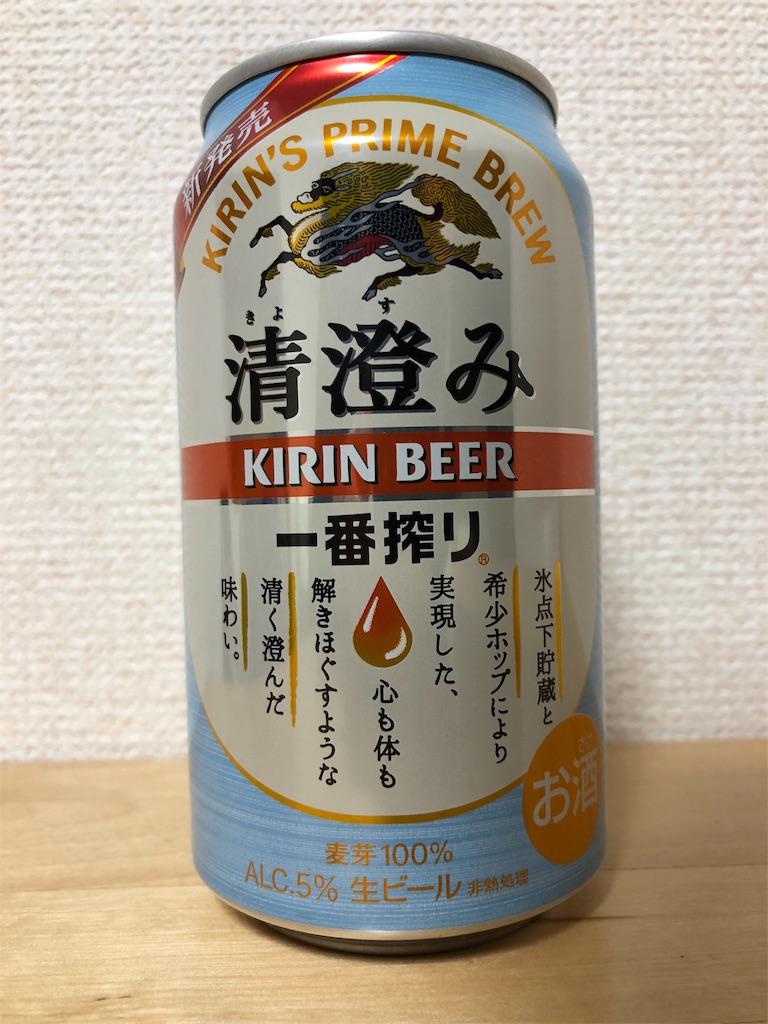 新発売
KIRIN'S PRIME BREW
きよ す
清澄み
KIRIN BEER
一番搾り®
氷点下貯蔵と
希少ホップにより
実現した、
心も体も
解きほぐすような
清く澄んだ
味わい。
さけ
お酒
麦芽100%
ALC.5% 生ビール 非熱処理